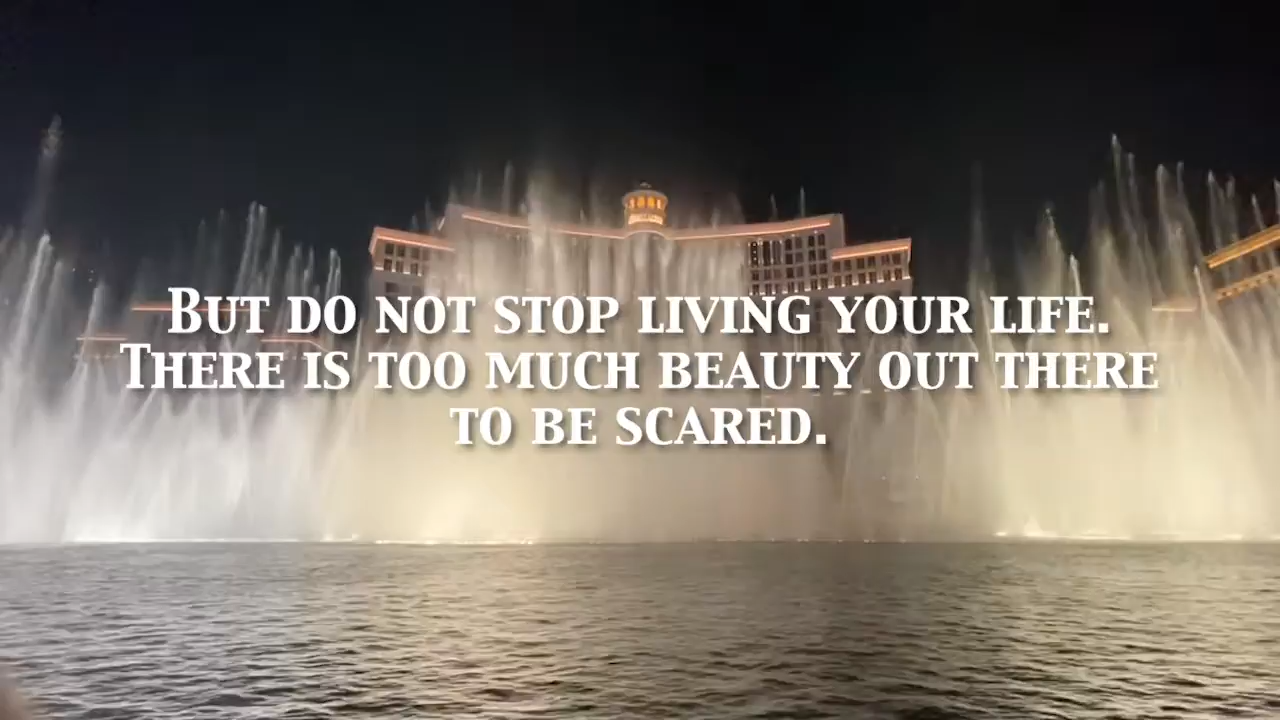 But do not stop living your life.
There is too much beauty out there
to be scared.